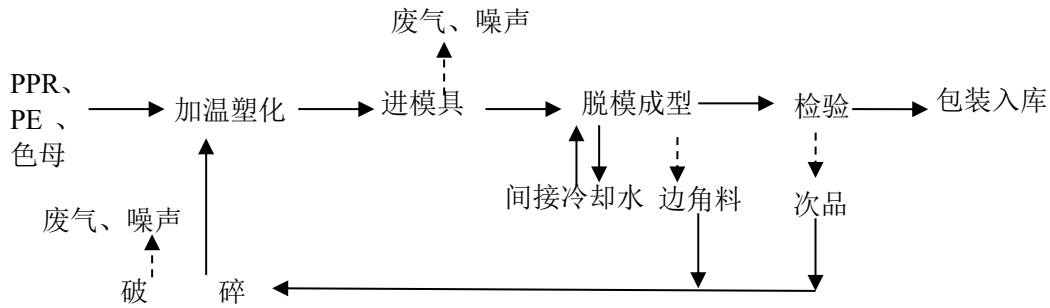 废气、噪声
PPR、
PE 、
色母
加温塑化
进模具
脱模成型
检验
包装入库
间接冷却水
边角料
次品
废气、噪声
破 碎